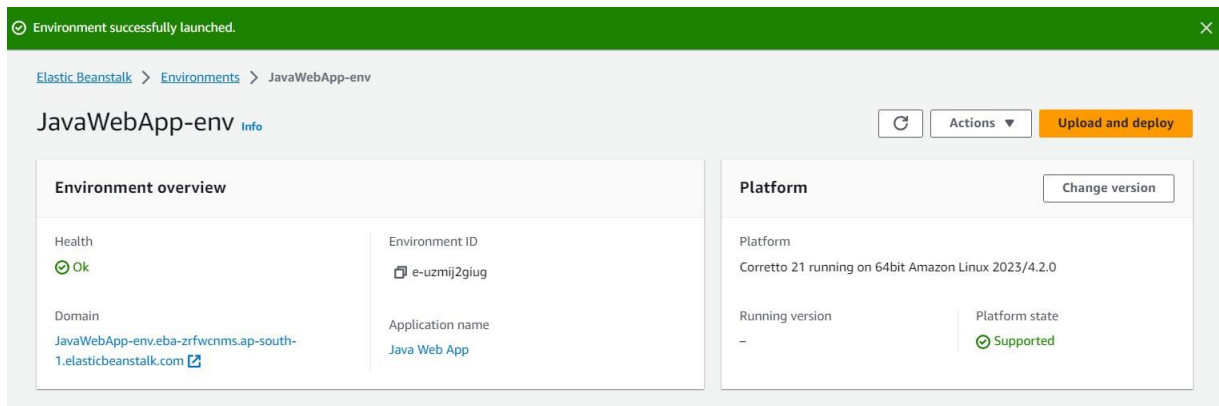 Environment successfully launched.
Elastic Beanstalk > Environments > JavaWebApp-env
JavaWebApp-env Info
Actions
Upload and deploy
Environment overview
Health
Ok
Domain
JavaWebApp-env.eba-zrfwcnms.ap-south-
1.elasticbeanstalk.com
Environment ID
e-uzmij2giug
Application name
Java Web App
Platform
Change version
Platform
Corretto 21 running on 64bit Amazon Linux 2023/4.2.0
Running version
–
Platform state
Supported